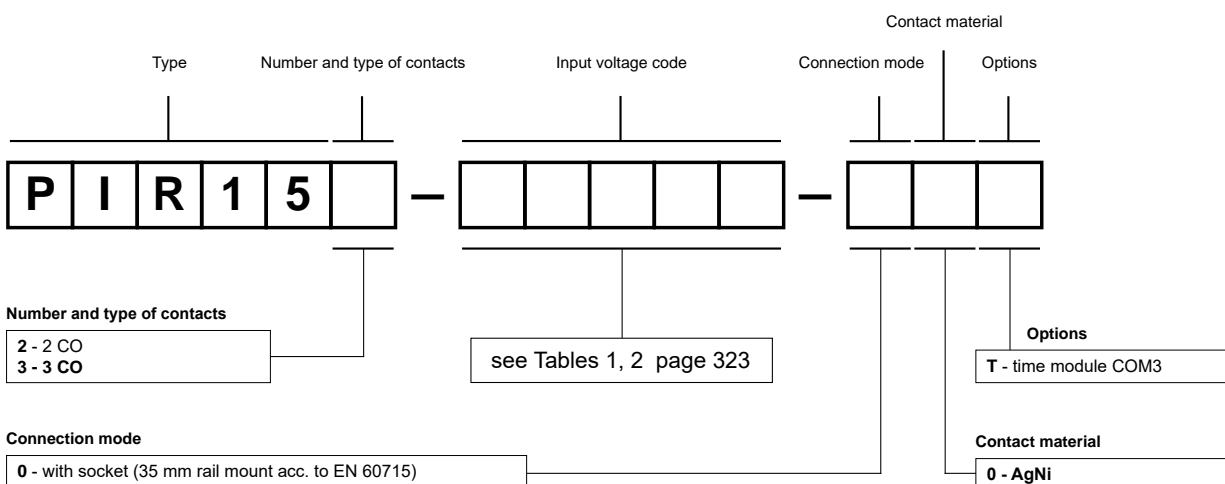 Contact material
Type Number and type of contacts Input voltage code Connection mode Options
PIR15 – –
Number and type of contacts
2 - 2 CO
3 - 3 CO
see Tables 1, 2 page 323
Options
T - time module COM3
Connection mode
0 - with socket (35 mm rail mount acc. to EN 60715)
Contact material
0 - AgNi